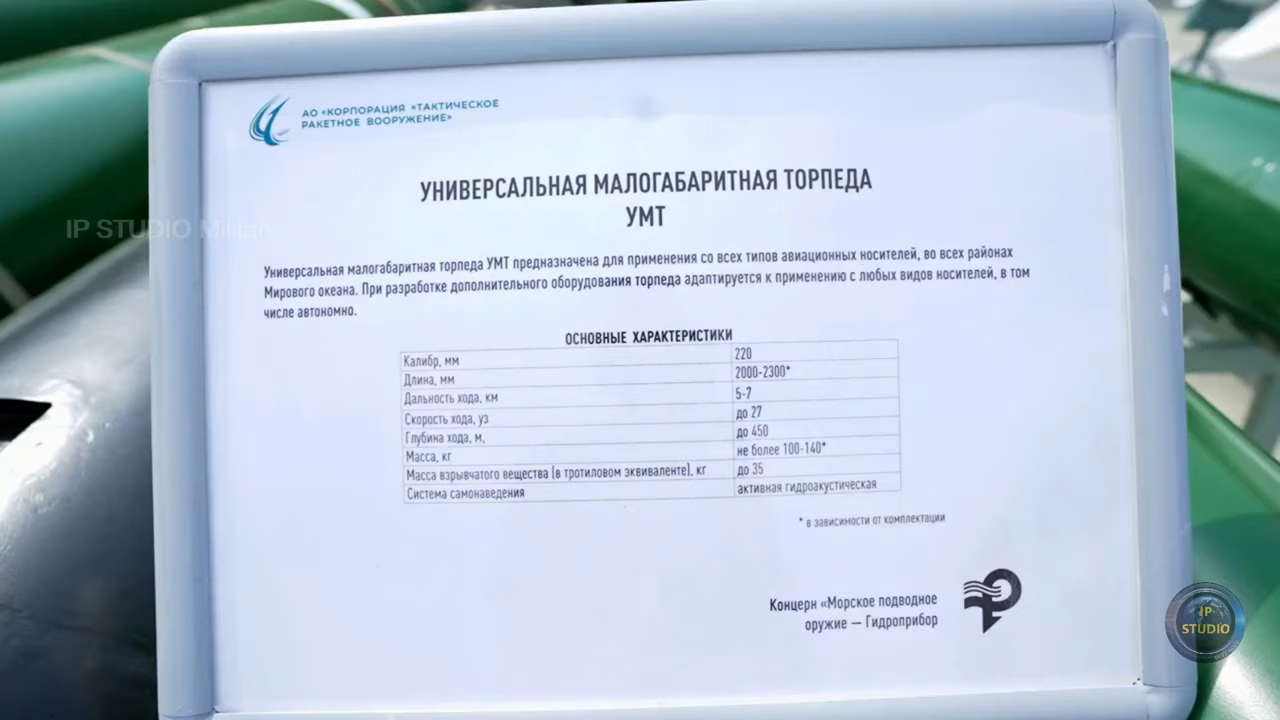 АО «КОРПОРАЦИЯ «ТАКТИЧЕСКОЕ
РАКЕТНОЕ ВООРУЖЕНИЕ»
УНИВЕРСАЛЬНАЯ МАЛОГАБАРИТНАЯ ТОРПЕДА
УМТ
IP STUDIO
Универсальная малогабаритная торпеда УМТ предназначена для применения со всех типов авиационных носителей, во всех районах
Мирового океана. При разработке дополнительного оборудования торпеда адаптируется к применению с любых видов носителей, в том
числе автономно.
ОСНОВНЫЕ ХАРАКТЕРИСТИКИ
Калибр, мм 220
Длина, мм 2000-2300*
Дальность хода, км 5-7
Скорость хода, уз до 27
Глубина хода, м, до 450
Масса, кг не более 100-140*
Масса взрывчатого вещества (в тротиловом эквиваленте), кг до 35
Система самонаведения активная гидроакустическая
* в зависимости от комплектации
Концерн «Морское подводное
оружие — Гидроприбор
IP
STUDIO